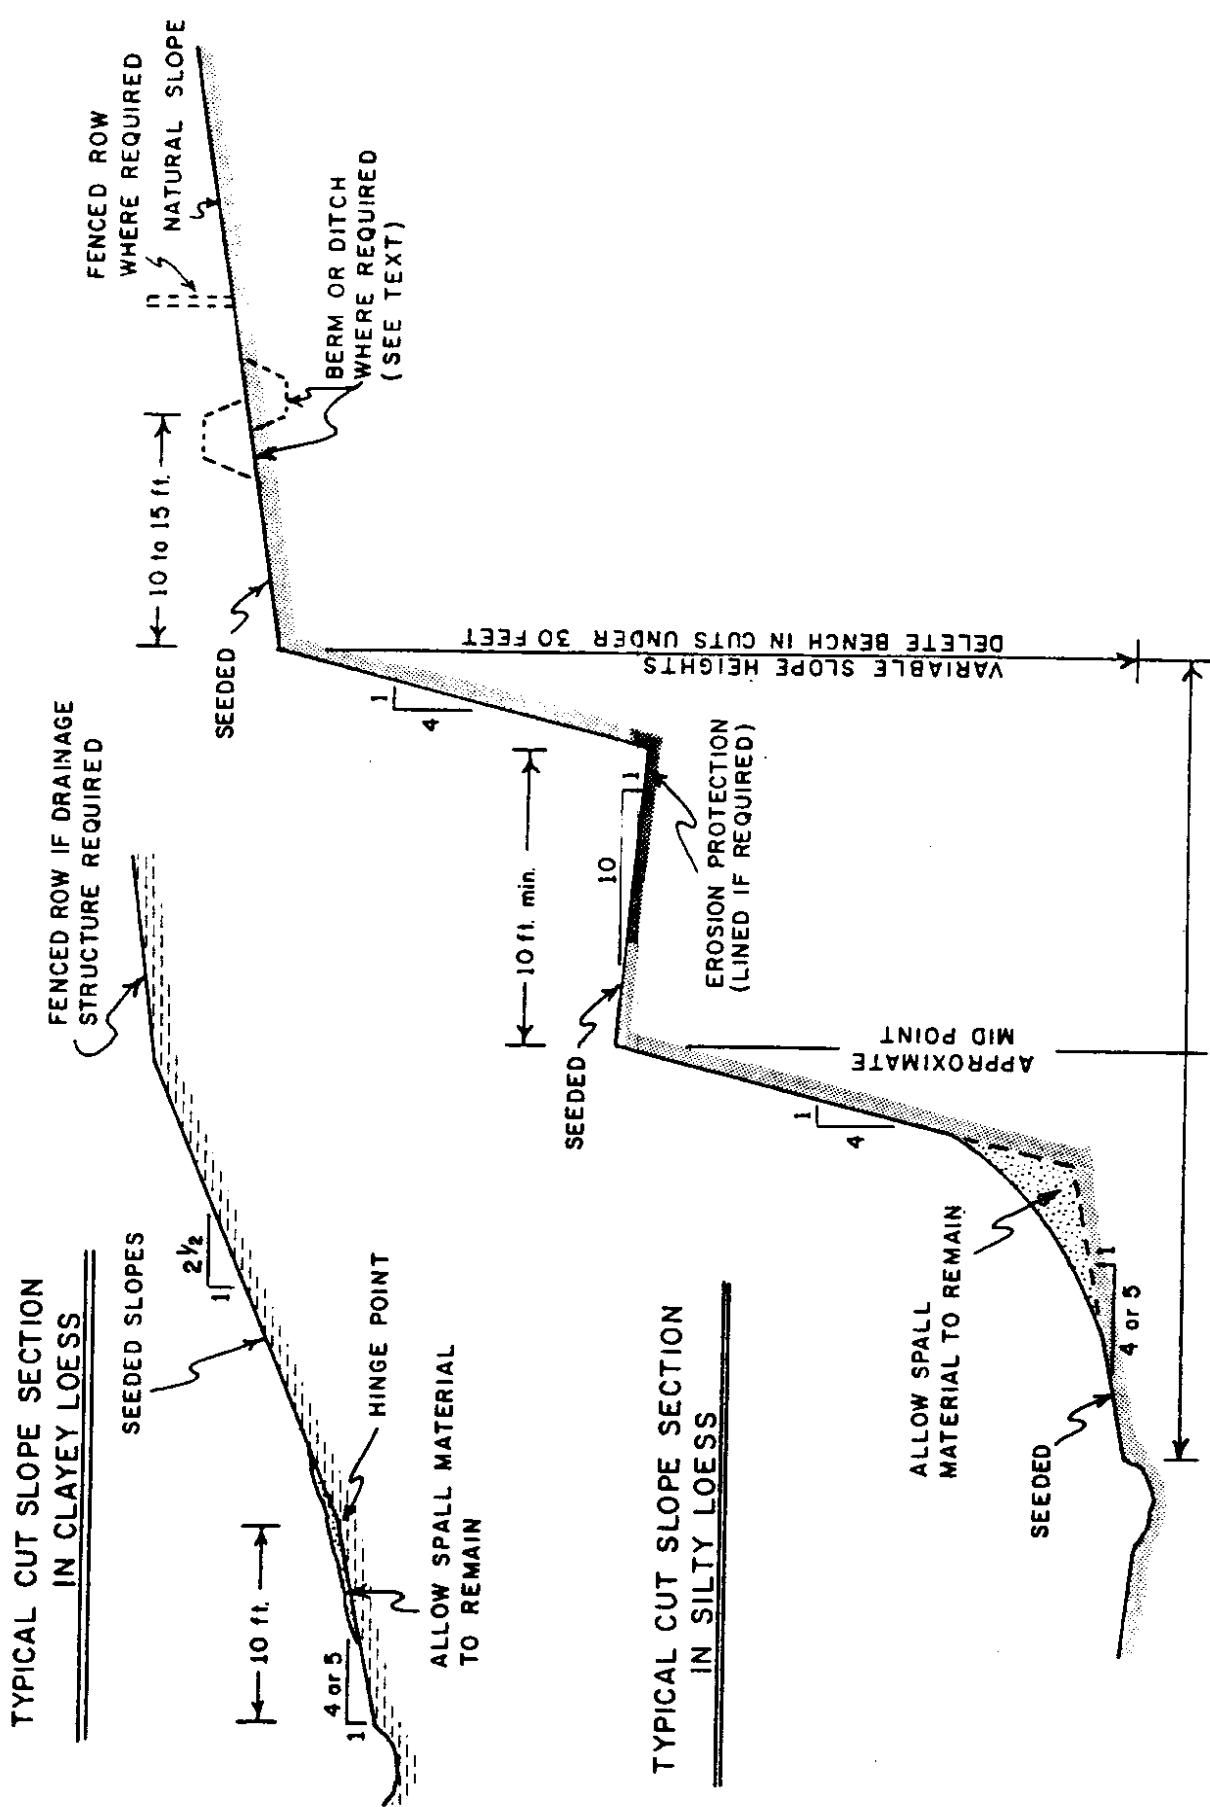 TYPICAL CUT SLOPE SECTION
IN CLAYEY LOESS
FENCED ROW IF DRAINAGE
STRUCTURE REQUIRED
SEEDED SLOPES
2½
1
10 ft.
4 or 5
1
HINGE POINT
ALLOW SPALL MATERIAL
TO REMAIN
TYPICAL CUT SLOPE SECTION
IN SILTY LOESS
FENCED ROW
WHERE REQUIRED
NATURAL SLOPE
10 to 15 ft.
BERM OR DITCH
WHERE REQUIRED
(SEE TEXT)
SEEDED
1
4
VARIABLE SLOPE HEIGHTS
DELETE BENCH IN CUTS UNDER 30 FEET
10 ft. min.
10
1
SEEDED
EROSION PROTECTION
(LINED IF REQUIRED)
APPROXIMATE
MID POINT
1
4
ALLOW SPALL
MATERIAL TO REMAIN
1
4 or 5
SEEDED